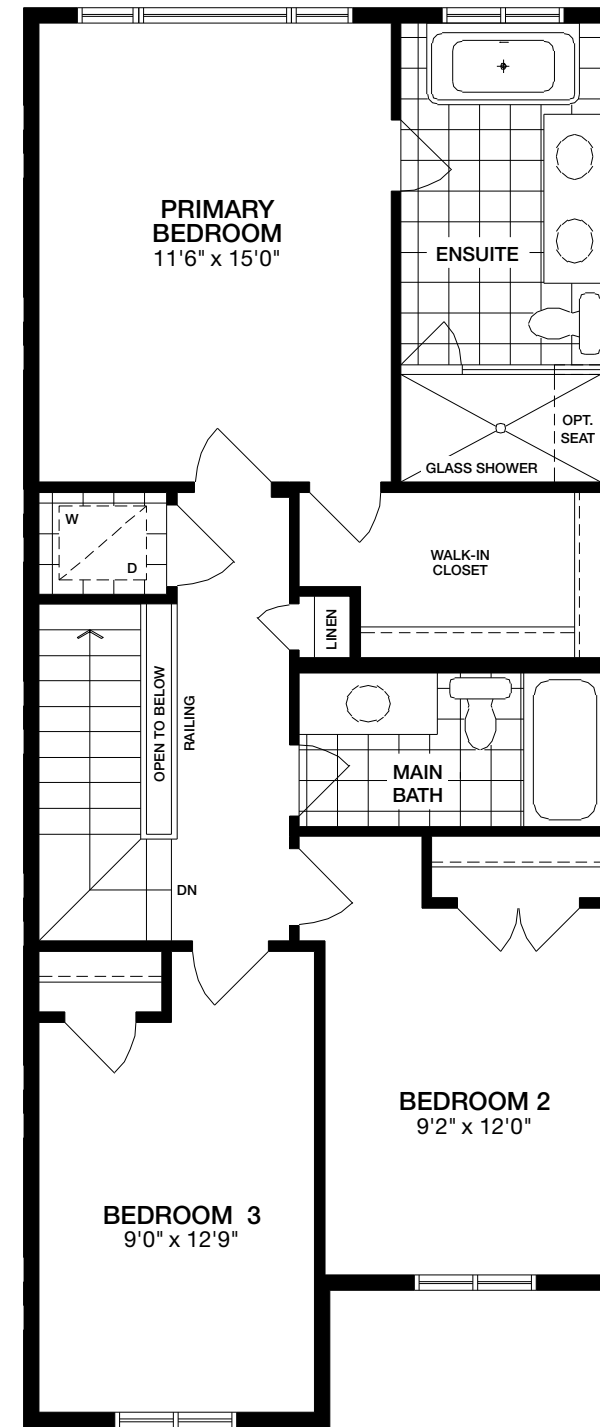 PRIMARY
BEDROOM
11'6" x 15'0"
ENSUITE
OPT.
SEAT
GLASS SHOWER
W
D
WALK-IN
CLOSET
LINEN
OPEN TO BELOW
RAILING
MAIN
BATH
DN
BEDROOM 2
9'2" x 12'0"
BEDROOM 3
9'0" x 12'9"